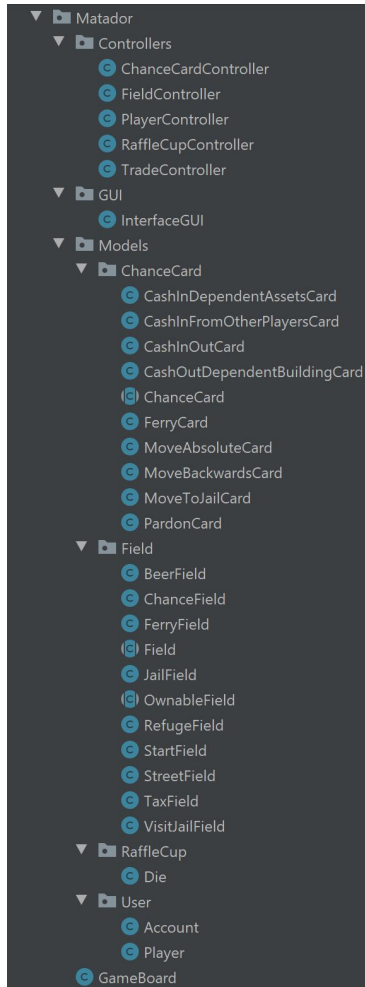 Matador
Controllers
ChanceCardController
FieldController
PlayerController
RaffleCupController
TradeController
GUI
InterfaceGUI
Models
ChanceCard
CashInDependentAssetsCard
CashInFromOtherPlayersCard
CashInOutCard
CashOutDependentBuildingCard
ChanceCard
FerryCard
MoveAbsoluteCard
MoveBackwardsCard
MoveToJailCard
PardonCard
Field
BeerField
ChanceField
FerryField
Field
JailField
OwnableField
RefugeField
StartField
StreetField
TaxField
VisitJailField
RaffleCup
Die
User
Account
Player
GameBoard